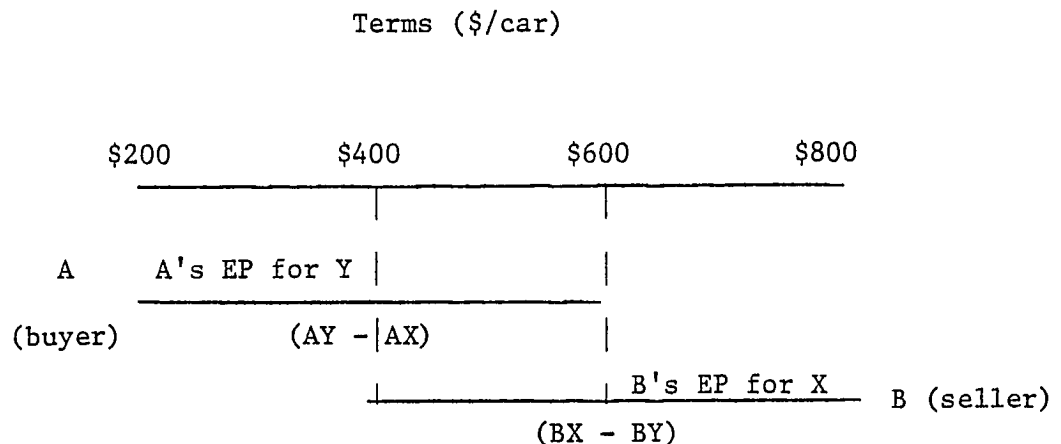 Terms ($/car)
$200 $400 $600 $800
A A's EP for Y
(buyer) (AY - AX)
B's EP for X B (seller)
(BX - BY)